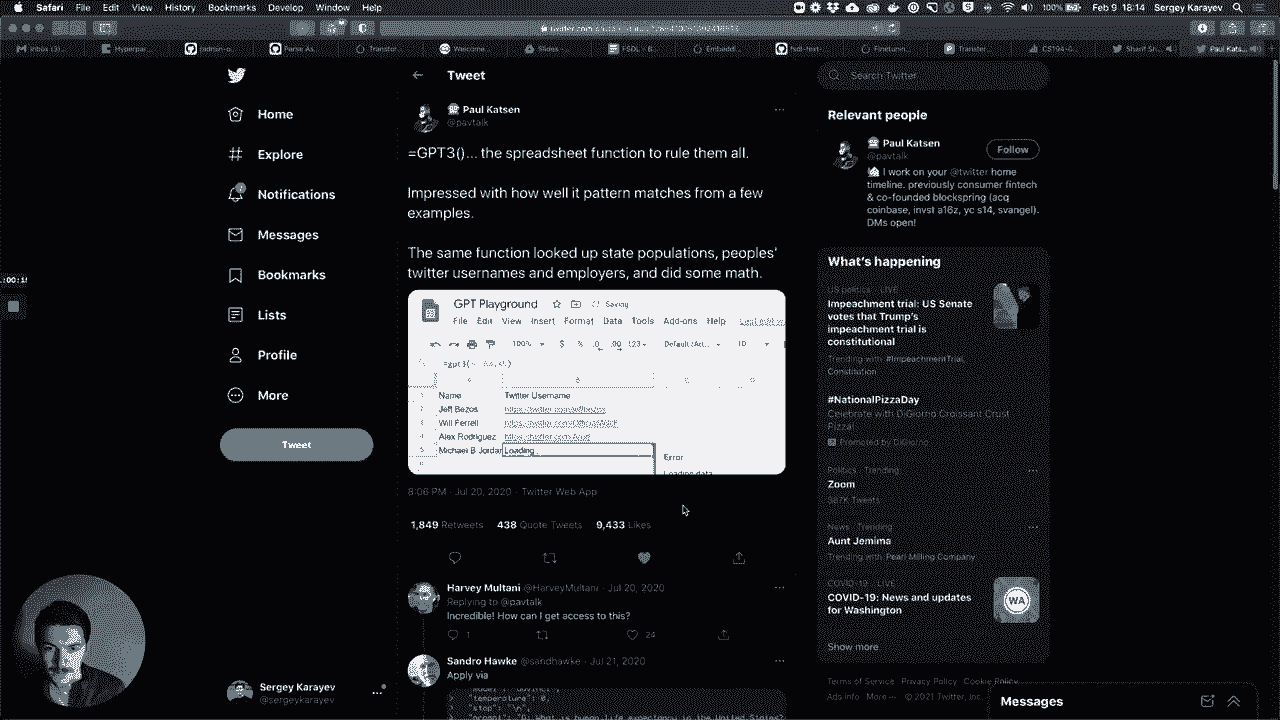 Safari File Edit View History Bookmarks Develop Window Help
100% Feb 9 18:14 Sergey Karayev
Tweet
Search Twitter
Home
Explore
Notifications
Messages
Bookmarks
Lists
Profile
More
Tweet
Sergey Karayev
@sergeykarayev
Paul Katsen
@pavtalk
=GPT3()... the spreadsheet function to rule them all.
Impressed with how well it pattern matches from a few
examples.
The same function looked up state populations, peoples'
twitter usernames and employers, and did some math.
GPT Playground Saving
File Edit View Insert Format Data Tools Add-ons Help
100% $ % .0 .00 123 Default (Ari... 10
Name Twitter Username
Jeff Bezos
Will Ferrell
Alex Rodriguez
Michael B Jordan Loading...
Error
Loading data
8:06 PM · Jul 20, 2020 · Twitter Web App
1,849 Retweets 438 Quote Tweets 9,433 Likes
Harvey Multani @HarveyMultani · Jul 20, 2020
Replying to @pavtalk
Incredible! How can I get access to this?
1 24
Sandro Hawke @sandhawke · Jul 21, 2020
Apply via
"temperature": 0
"stop": "\n",
Relevant people
Paul Katsen
@pavtalk
Follow
I work on your @twitter home
timeline. previously consumer fintech
& co-founded blockspring (acq
coinbase, invst a16z, yc s14, svangel).
DMs open!
What's happening
US politics · LIVE
Impeachment trial: US Senate
votes that Trump's
impeachment trial is
constitutional
Trending with #ImpeachmentTrial,
Constitution
#NationalPizzaDay
Celebrate with DiGiorno Croissant Crust
Pizza!
Promoted by DiGiorno
Politics · Trending
Zoom
Tweets
News · Trending
Aunt Jemima
Trending with Pearl Milling Company
COVID-19 · LIVE
COVID-19: News and updates
for Washington
WA
Show more
Terms of Service Privacy Policy Cookie Policy
Ads info More © 2021 Twitter, Inc.
Messages